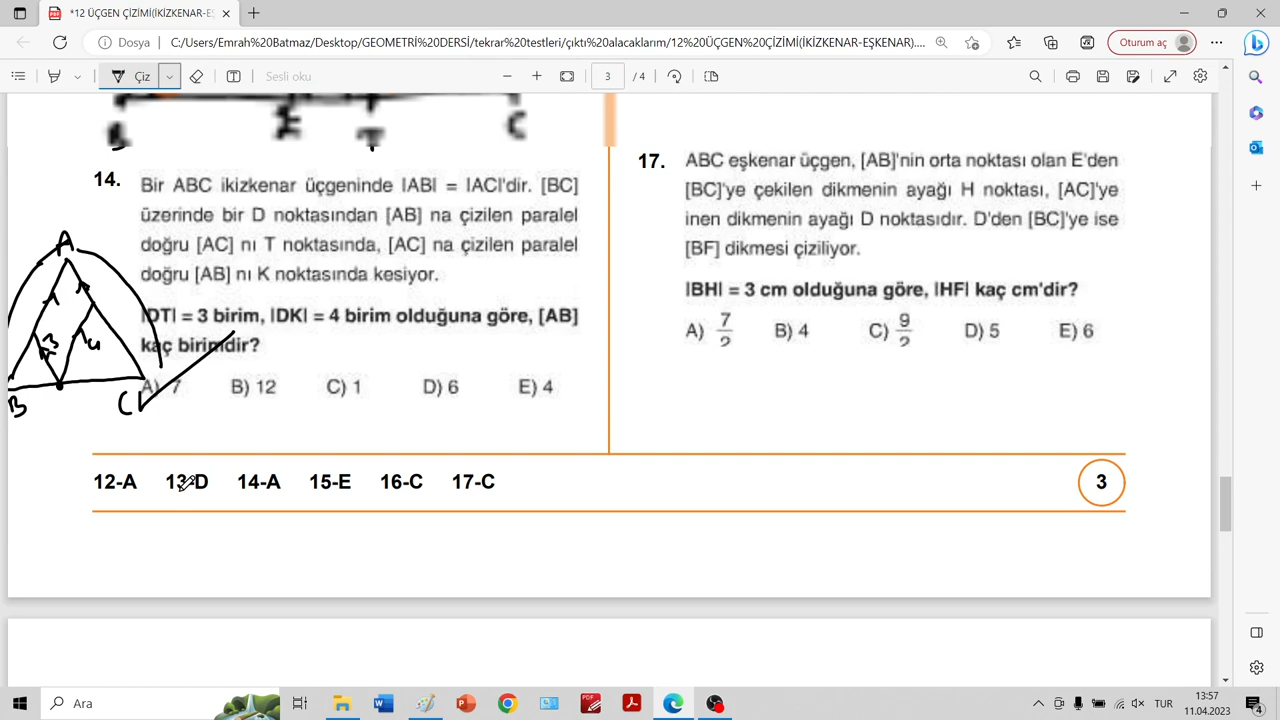 *12 ÜÇGEN ÇİZİMİ(İKİZKENAR-EŞ
Dosya
C:/Users/Emrah%20Batmaz/Desktop/GEOMETRİ%20DERSİ/tekrar%20testleri/çıktı%20alacaklarım/12%20ÜÇGEN%20ÇİZİMİ(İKİZKENAR-EŞKENAR)....
Oturum aç
Çiz
Sesli oku
3 / 4
B E T C
14.
Bir ABC ikizkenar üçgeninde |AB| = |AC|'dir. [BC]
üzerinde bir D noktasından [AB] na çizilen paralel
doğru [AC] nı T noktasında, [AC] na çizilen paralel
doğru [AB] nı K noktasında kesiyor.
|DT| = 3 birim, |DK| = 4 birim olduğuna göre, [AB]
kaç birimdir?
A) 7 B) 12 C) 1 D) 6 E) 4
A
3
4
B
C
17.
ABC eşkenar üçgen, [AB]'nin orta noktası olan E'den
[BC]'ye çekilen dikmenin ayağı H noktası, [AC]'ye
inen dikmenin ayağı D noktasıdır. D'den [BC]'ye ise
[BF] dikmesi çiziliyor.
|BH| = 3 cm olduğuna göre, |HF| kaç cm'dir?
A) 7/2 B) 4 C) 9/2 D) 5 E) 6
12-A 13-D 14-A 15-E 16-C 17-C
3
Ara
TUR
13:57
11.04.2023
4